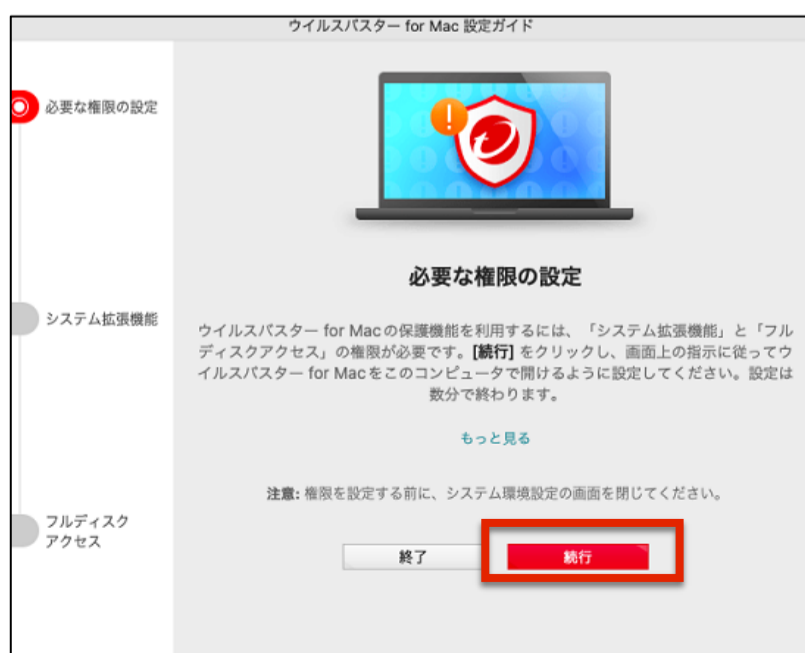 ウイルスバスター for Mac 設定ガイド
必要な権限の設定
システム拡張機能
フルディスク
アクセス
必要な権限の設定
ウイルスバスター for Macの保護機能を利用するには、「システム拡張機能」と「フル
ディスクアクセス」の権限が必要です。[続行] をクリックし、画面上の指示に従ってウ
イルスバスター for Macをこのコンピュータで開けるように設定してください。設定は
数分で終わります。
もっと見る
注意: 権限を設定する前に、システム環境設定の画面を閉じてください。
終了
続行